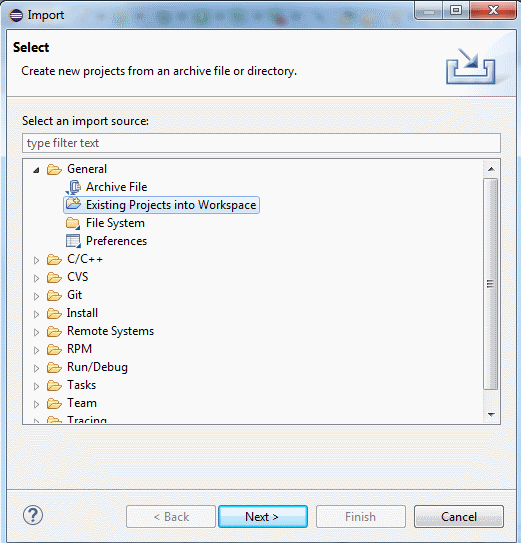 Import
Select
Create new projects from an archive file or directory.
Select an import source:
type filter text
General
Archive File
Existing Projects into Workspace
File System
Preferences
C/C++
CVS
Git
Install
Remote Systems
RPM
Run/Debug
Tasks
Team
Tracing
?
< Back
Next >
Finish
Cancel